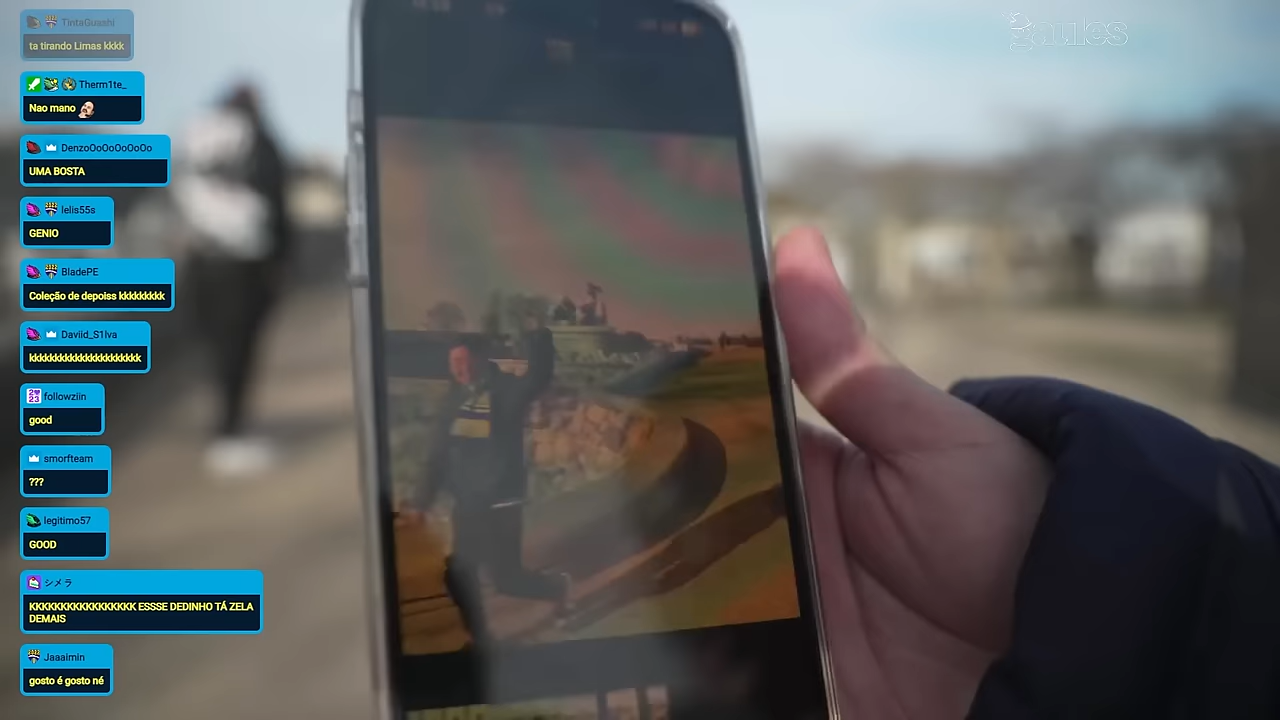 Gaules
TintaGuashi
ta tirando Limas kkkk
Therm1te_
Nao mano
DenzoOoOoOoOoOo
UMA BOSTA
lelis55s
GENIO
BladePE
Coleção de depoiss kkkkkkkkk
Daviid_S1lva
kkkkkkkkkkkkkkkkkkkkkk
followziin
good
smorfteam
???
legitimo57
GOOD
シメラ
KKKKKKKKKKKKKKKKK ESSSE DEDINHO TÁ ZELA
DEMAIS
Jaaaimin
gosto é gosto né